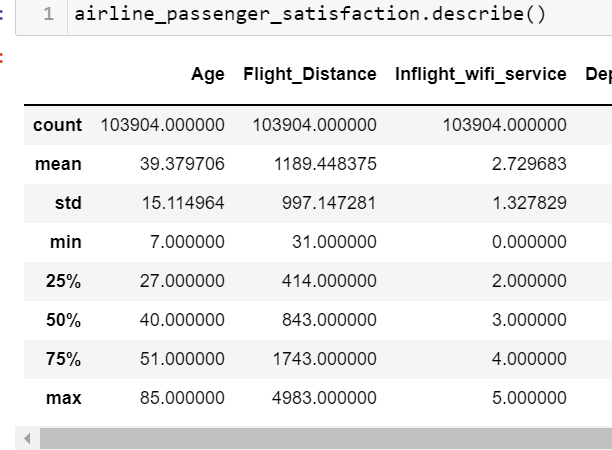 1 airline_passenger_satisfaction.describe()
Age Flight_Distance Inflight_wifi_service De
count 103904.000000 103904.000000 103904.000000
mean 39.379706 1189.448375 2.729683
std 15.114964 997.147281 1.327829
min 7.000000 31.000000 0.000000
25% 27.000000 414.000000 2.000000
50% 40.000000 843.000000 3.000000
75% 51.000000 1743.000000 4.000000
max 85.000000 4983.000000 5.000000